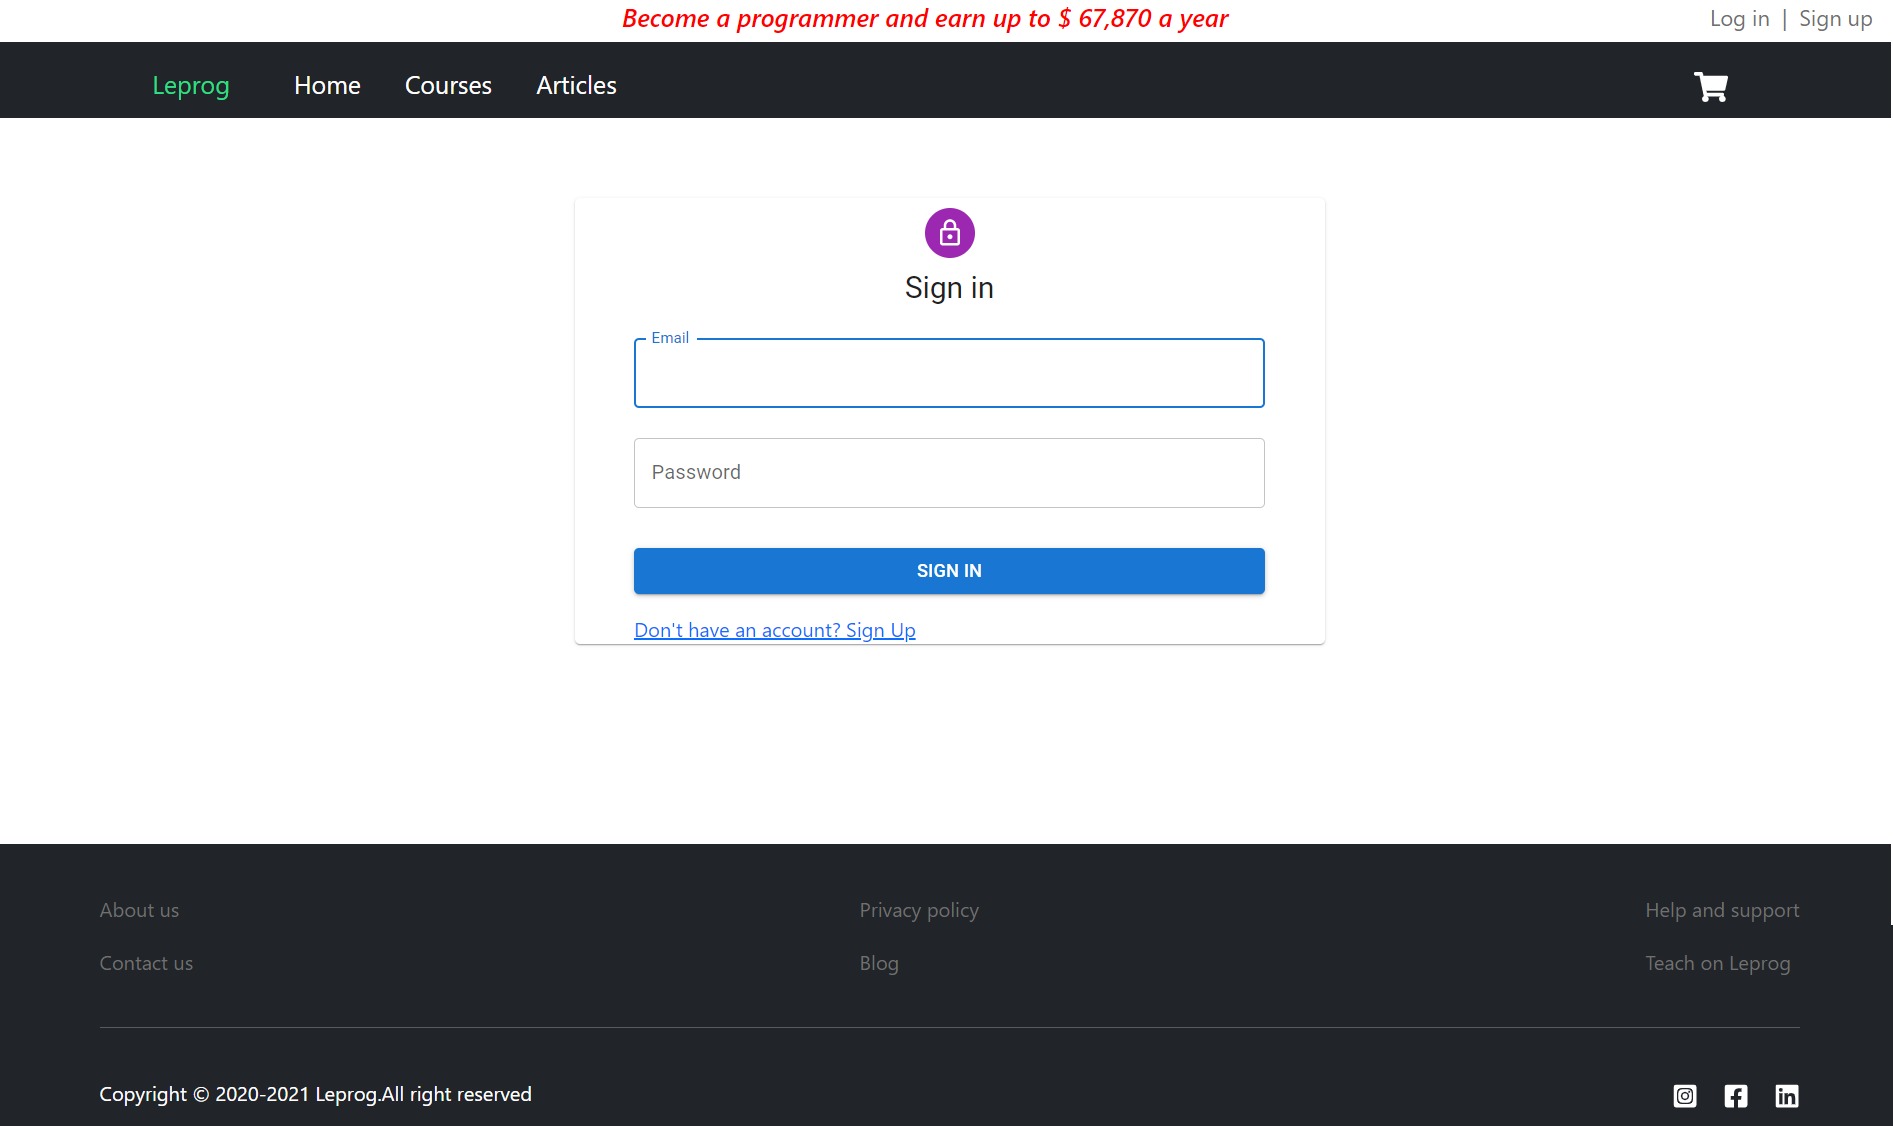 Become a programmer and earn up to $ 67,870 a year
Log in | Sign up
Leprog Home Courses Articles
Sign in
Email
Password
SIGN IN
Don't have an account? Sign Up
About us Privacy policy Help and support
Contact us Blog Teach on Leprog
Copyright © 2020-2021 Leprog.All right reserved